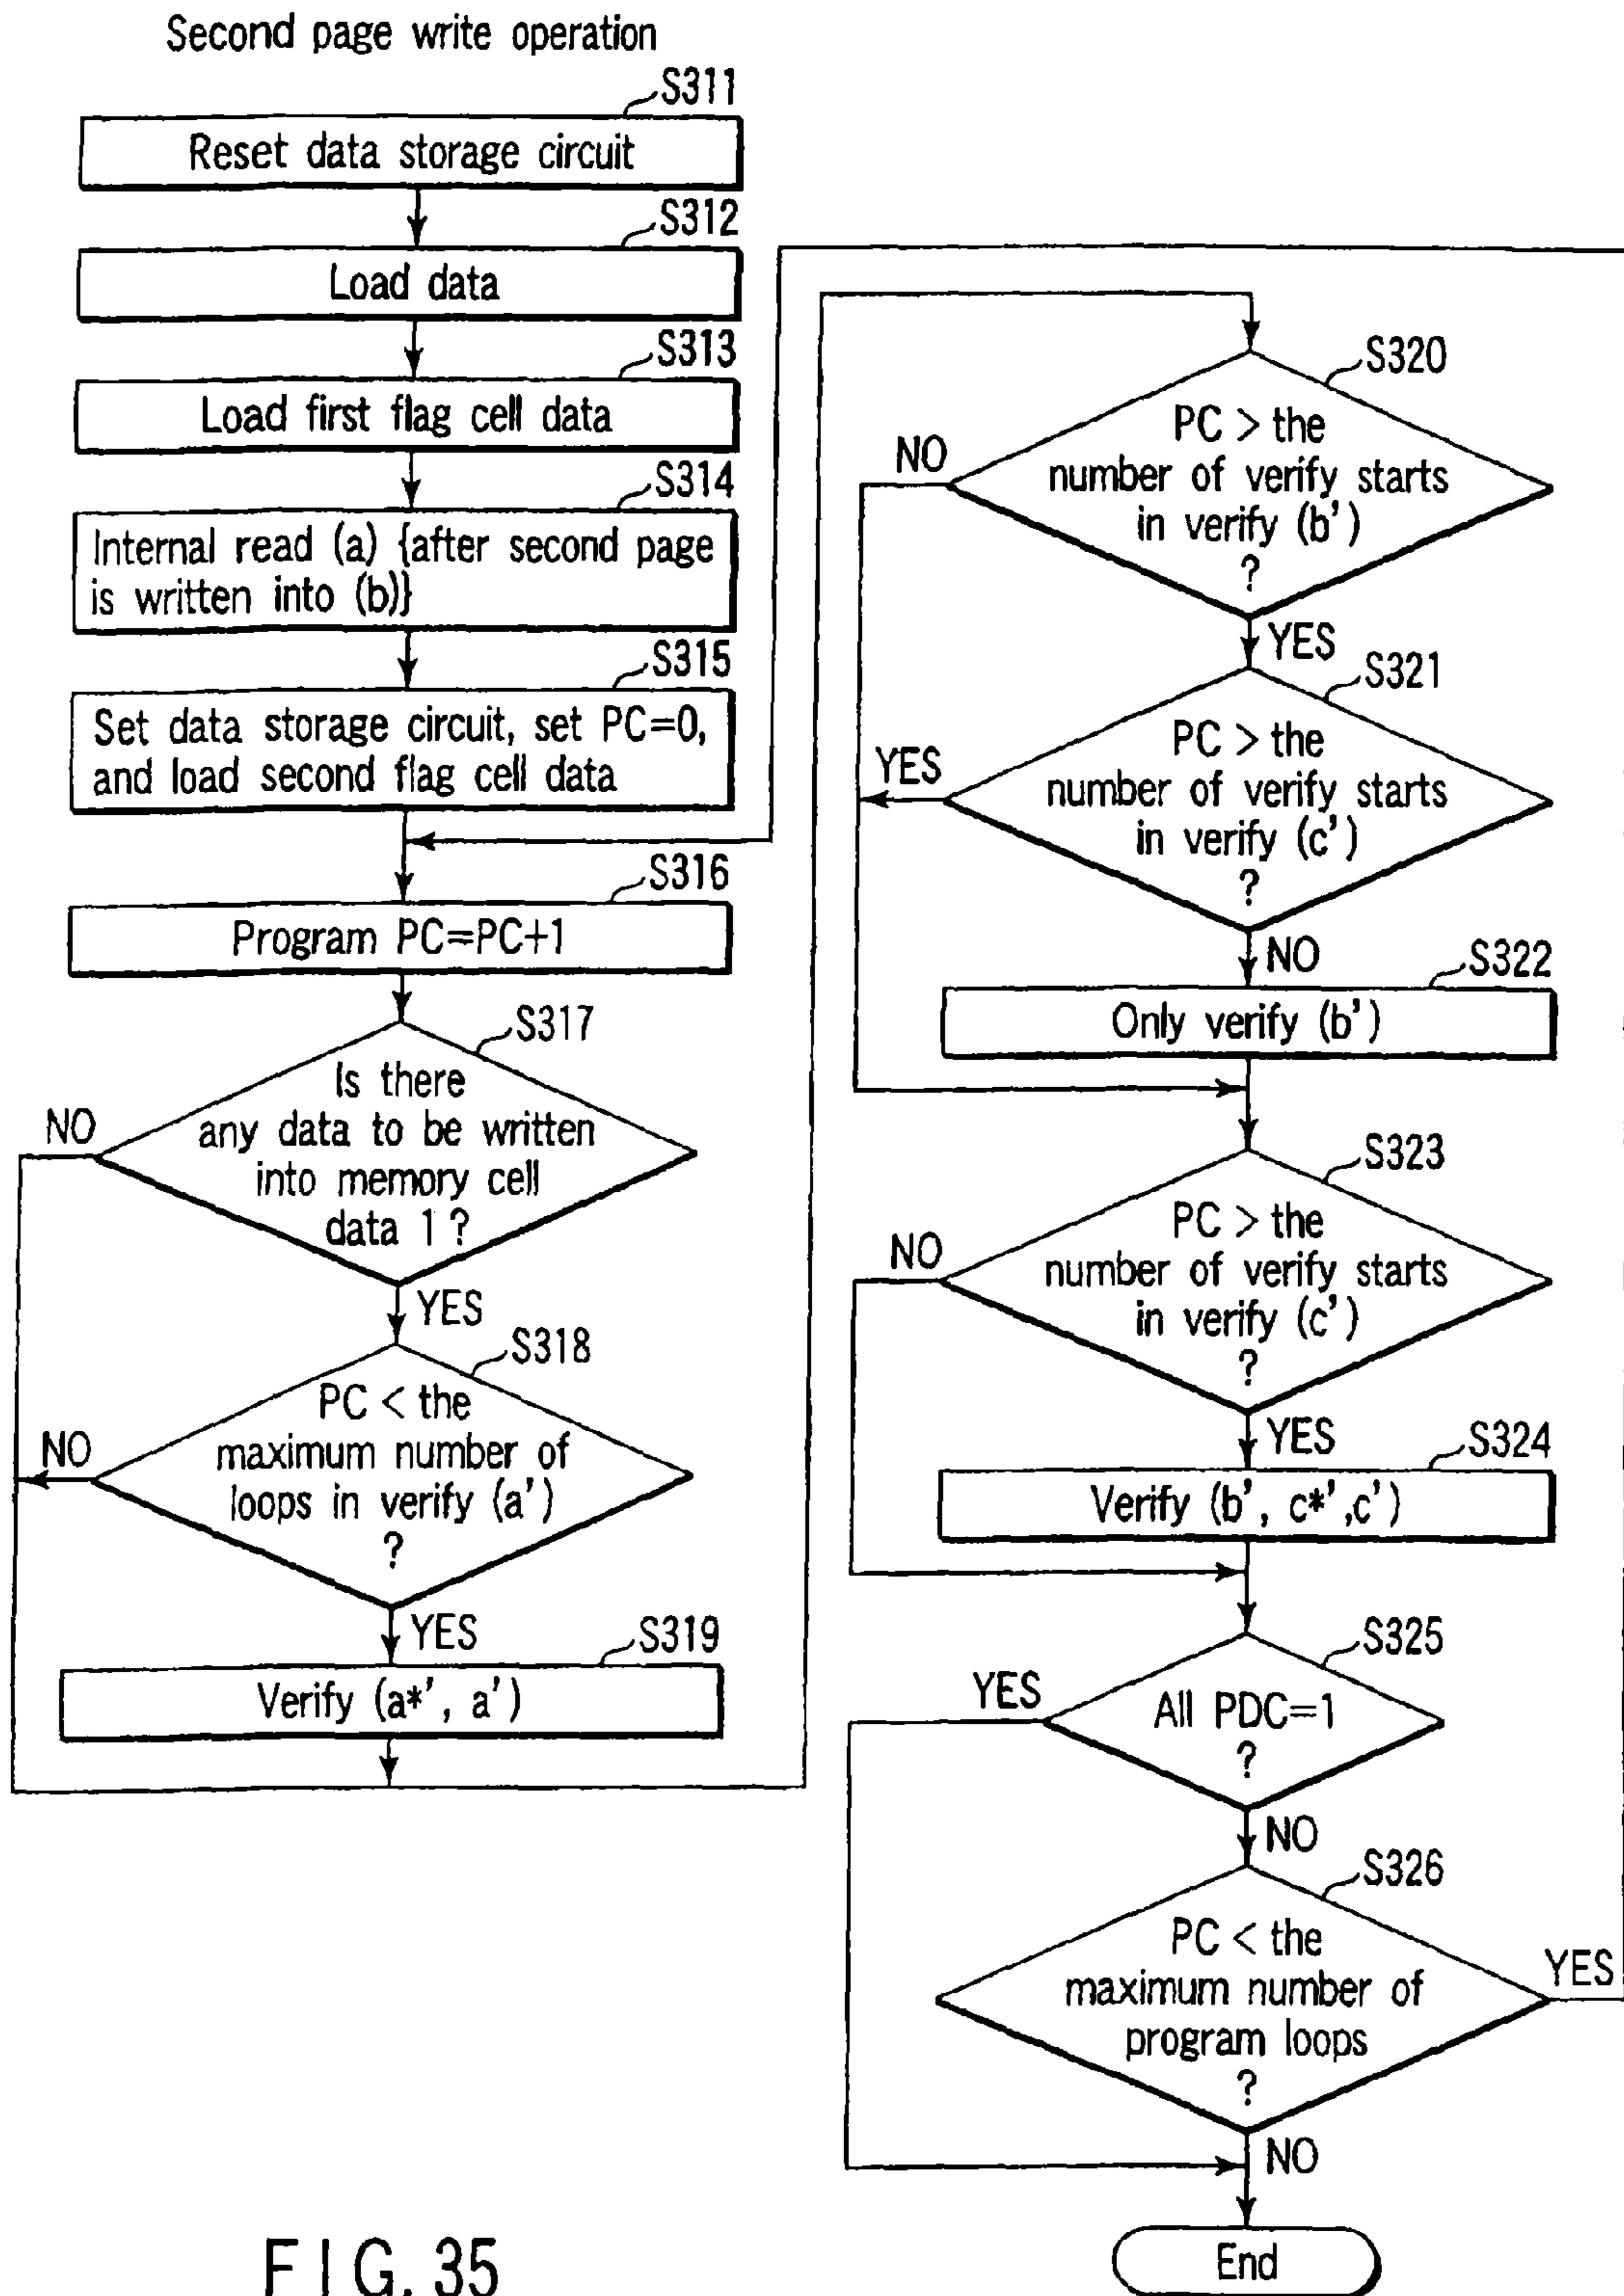 Second page write operation
S311
Reset data storage circuit
S312
Load data
S313
Load first flag cell data
S314
Internal read (a) {after second page
is written into (b)}
S315
Set data storage circuit, set PC=0,
and load second flag cell data
S316
Program PC=PC+1
S317
Is there
any data to be written
into memory cell
data 1 ?
NO
YES
S318
PC < the
maximum number of
loops in verify (a')
?
NO
YES
S319
Verify (a*', a')
S320
PC > the
number of verify starts
in verify (b')
?
NO
YES
S321
PC > the
number of verify starts
in verify (c')
?
YES
NO
S322
Only verify (b')
S323
PC > the
number of verify starts
in verify (c')
?
NO
YES
S324
Verify (b', c*',c')
S325
All PDC=1
?
YES
NO
S326
PC < the
maximum number of
program loops
?
YES
NO
End
FIG. 35